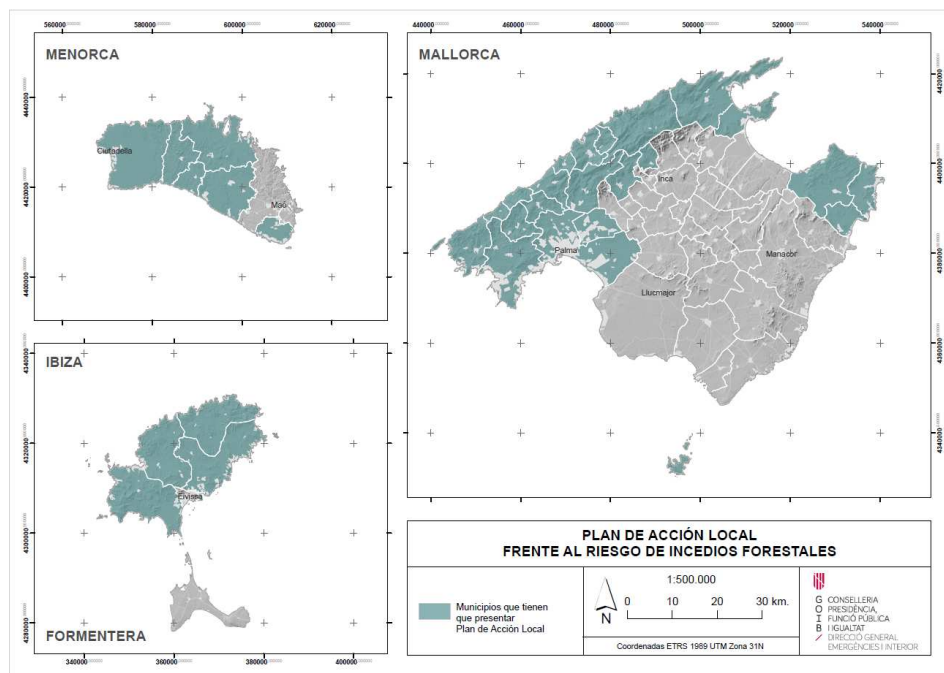 560000 580000 600000 620000
MENORCA
4440000
4420000
4400000
Ciutadella
Maó
440000 460000 480000 500000 520000 540000
MALLORCA
4420000
4400000
4380000
4360000
4340000
Inca
Palma
Manacor
Llucmajor
IBIZA
4340000
4320000
4300000
4280000
Eivissa
FORMENTERA
340000 360000 380000 400000
PLAN DE ACCIÓN LOCAL
FRENTE AL RIESGO DE INCEDIOS FORESTALES
Municipios que tienen
que presentar
Plan de Acción Local
1:500.000
0 10 20 30 km.
N
Coordenadas ETRS 1989 UTM Zona 31N
G CONSELLERIA
O PRESIDÈNCIA,
I FUNCIÓ PÚBLICA
B I IGUALTAT
/ DIRECCIÓ GENERAL
EMERGÈNCIES I INTERIOR